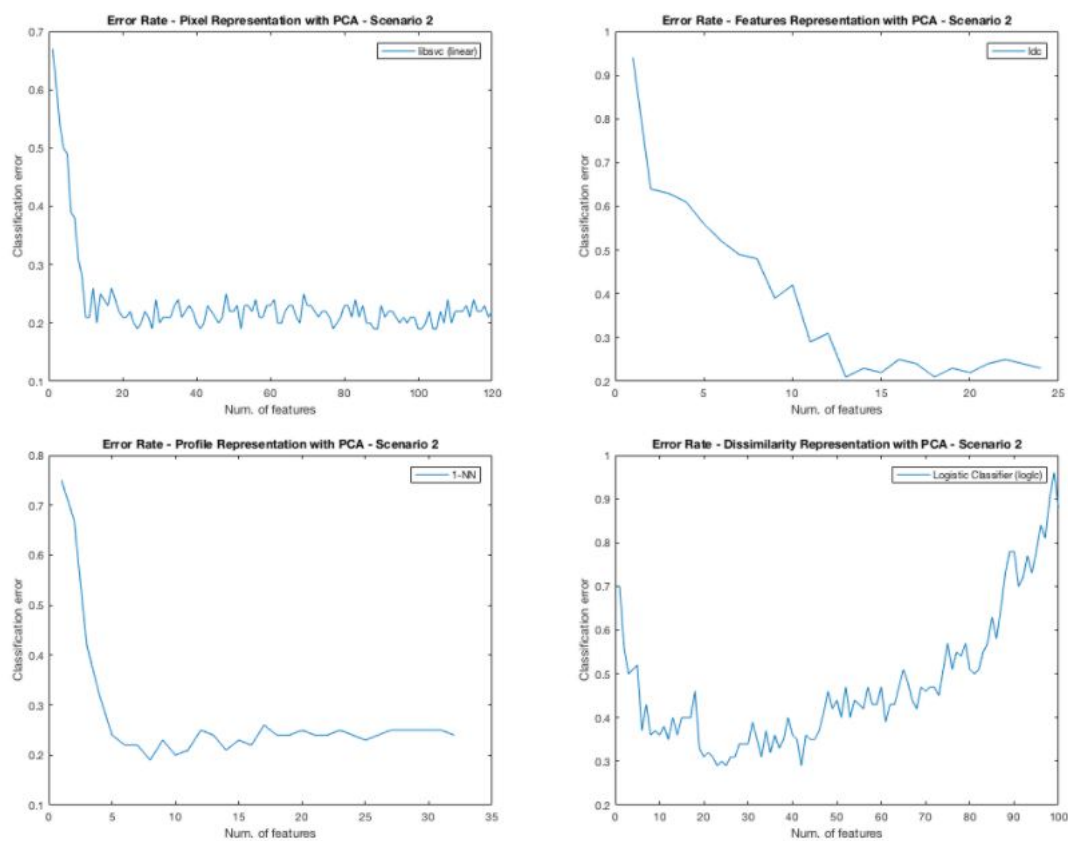 Error Rate - Pixel Representation with PCA - Scenario 2
libsvc (linear)
Classification error
0.7
0.6
0.5
0.4
0.3
0.2
0.1
0 20 40 60 80 100 120
Num. of features
Error Rate - Features Representation with PCA - Scenario 2
ldc
Classification error
1
0.9
0.8
0.7
0.6
0.5
0.4
0.3
0.2
0 5 10 15 20 25
Num. of features
Error Rate - Profile Representation with PCA - Scenario 2
1-NN
Classification error
0.8
0.7
0.6
0.5
0.4
0.3
0.2
0.1
0 5 10 15 20 25 30 35
Num. of features
Error Rate - Dissimilarity Representation with PCA - Scenario 2
Logistic Classifier (loglc)
Classification error
1
0.9
0.8
0.7
0.6
0.5
0.4
0.3
0.2
0 10 20 30 40 50 60 70 80 90 100
Num. of features